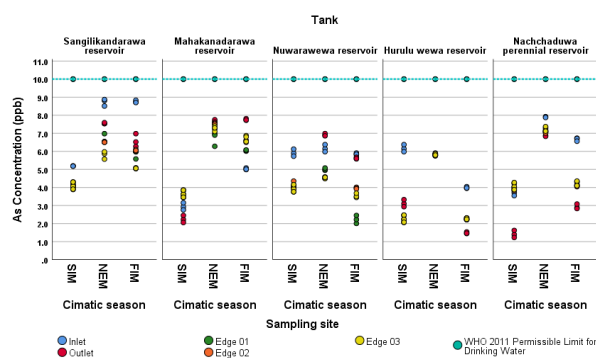 Tank
Sangilikandarawa
reservoir
Mahakanadarawa
reservoir
Nuwarawewa reservoir
Hurulu wewa reservoir
Nachchaduwa
perennial reservoir
As Concentration (ppb)
11.0
10.0
9.0
8.0
7.0
6.0
5.0
4.0
3.0
2.0
1.0
.0
SIM
NEM
FIM
SIM
NEM
FIM
SIM
NEM
FIM
SIM
NEM
FIM
SIM
NEM
FIM
Cimatic season
Cimatic season
Cimatic season
Cimatic season
Cimatic season
Sampling site
Inlet
Outlet
Edge 01
Edge 02
Edge 03
WHO 2011 Permissible Limit for
Drinking Water